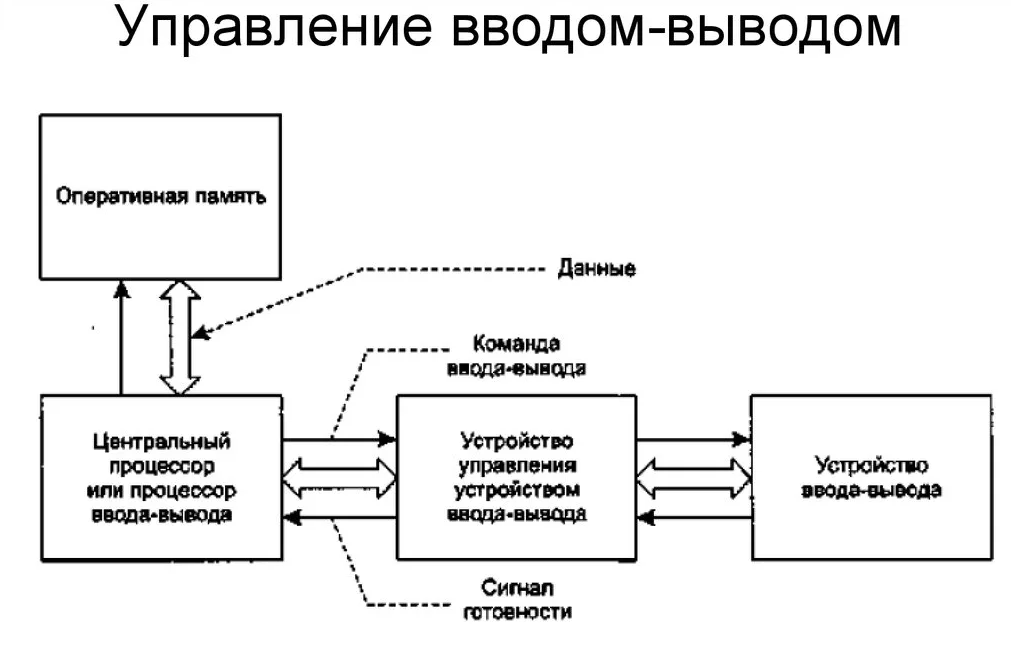 Управление вводом-выводом
Оперативная память
Данные
Команда
ввода-вывода
Центральный
процессор
или процессор
ввода-вывода
Устройство
управления
устройством
ввода-вывода
Устройство
ввода-вывода
Сигнал
готовности